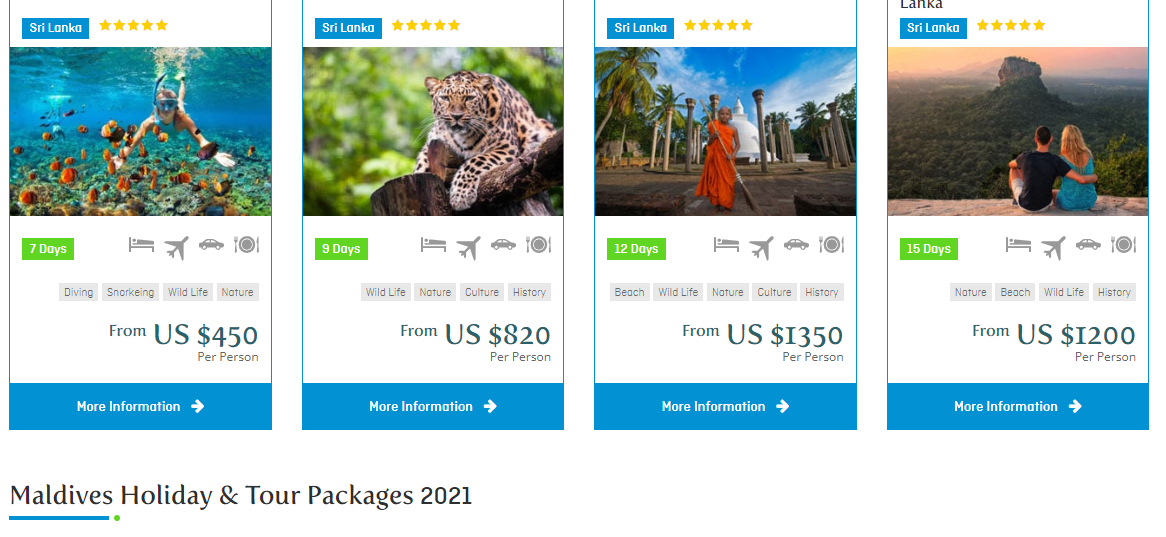 Lanka
Sri Lanka
Sri Lanka
Sri Lanka
Sri Lanka
7 Days
9 Days
12 Days
15 Days
Diving Snorkeing Wild Life Nature
Wild Life Nature Culture History
Beach Wild Life Nature Culture History
Nature Beach Wild Life History
From US $450
Per Person
From US $820
Per Person
From US $1350
Per Person
From US $1200
Per Person
More Information
More Information
More Information
More Information
Maldives Holiday & Tour Packages 2021